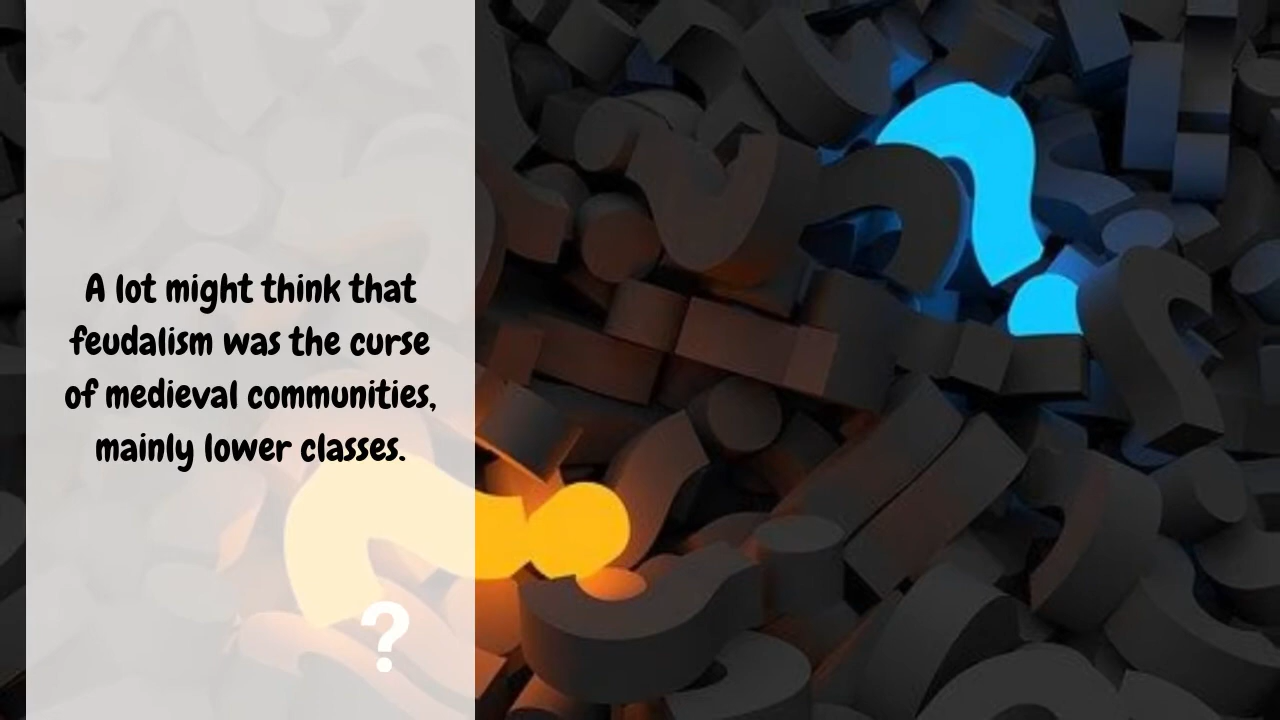 A lot might think that
feudalism was the curse
of medieval communities,
mainly lower classes.
?